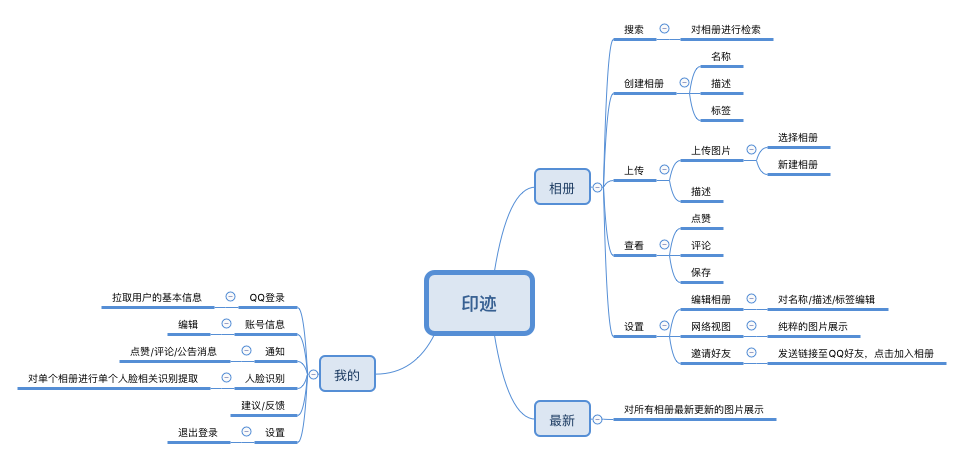 印迹
相册
搜索
对相册进行检索
创建相册
名称
描述
标签
上传
上传图片
选择相册
新建相册
描述
查看
点赞
评论
保存
设置
编辑相册
对名称/描述/标签编辑
网络视图
纯粹的图片展示
邀请好友
发送链接至QQ好友，点击加入相册
最新
对所有相册最新更新的图片展示
我的
QQ登录
拉取用户的基本信息
账号信息
编辑
通知
点赞/评论/公告消息
人脸识别
对单个相册进行单个人脸相关识别提取
建议/反馈
设置
退出登录